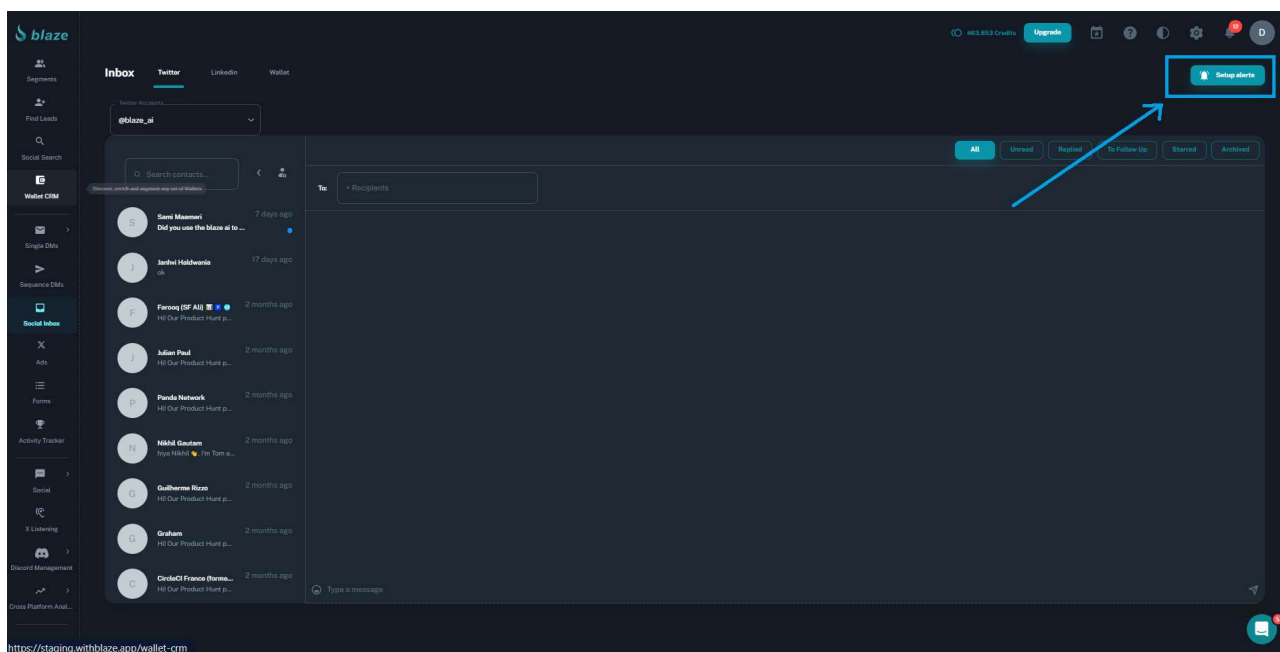 blaze
463.653 Credits
Upgrade
12
D
Segments
Find Leads
Social Search
Wallet CRM
Single DMs
Sequence DMs
Social Inbox
Ads
Forms
Activity Tracker
Social
X Listening
Discord Management
Cross Platform Anal...
Inbox
Twitter
Linkedin
Wallet
Setup alerts
Twitter Accounts
@blaze_ai
Search contacts...
Discover, enrich and segment any set of Wallets
All
Unread
Replied
To Follow Up
Starred
Archived
To:
+ Recipients
S
Sami Maameri
7 days ago
Did you use the blaze ai to ...
J
Janhvi Haldwania
17 days ago
ok
F
Farooq (SF Ali)
2 months ago
Hi! Our Product Hunt p...
J
Julian Paul
2 months ago
Hi! Our Product Hunt p...
P
Panda Network
2 months ago
Hi! Our Product Hunt p...
N
Nikhil Gautam
2 months ago
hiya Nikhil 👋, I'm Tom a...
G
Guilherme Rizzo
2 months ago
Hi! Our Product Hunt p...
G
Graham
2 months ago
Hi! Our Product Hunt p...
C
CircleCI France (forme...
2 months ago
Hi! Our Product Hunt p...
Type a message
5
https://staging.withblaze.app/wallet-crm